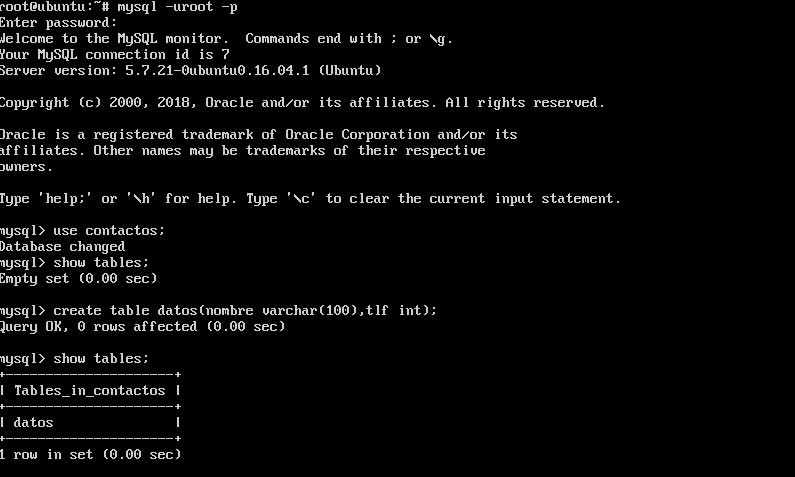 root@ubuntu:~# mysql -uroot -p
Enter password:
Welcome to the MySQL monitor.  Commands end with ; or \g.
Your MySQL connection id is 7
Server version: 5.7.21-0ubuntu0.16.04.1 (Ubuntu)

Copyright (c) 2000, 2018, Oracle and/or its affiliates. All rights reserved.

Oracle is a registered trademark of Oracle Corporation and/or its
affiliates. Other names may be trademarks of their respective
owners.

Type 'help;' or '\h' for help. Type '\c' to clear the current input statement.

mysql> use contactos;
Database changed
mysql> show tables;
Empty set (0.00 sec)

mysql> create table datos(nombre varchar(100),tlf int);
Query OK, 0 rows affected (0.00 sec)

mysql> show tables;
+---------------------+
| Tables_in_contactos |
+---------------------+
| datos               |
+---------------------+
1 row in set (0.00 sec)